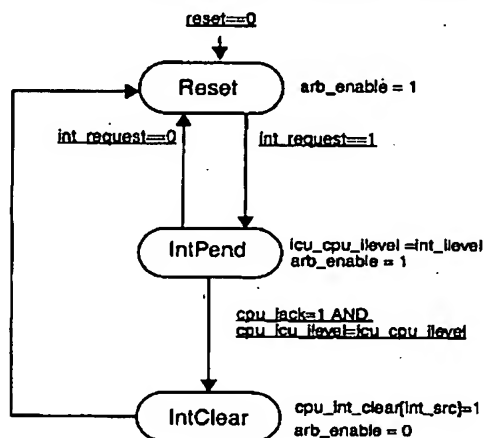 reset==0
Reset
arb_enable = 1
int_request==0
int_request==1
IntPend
icu_cpu_ilevel =int_ilevel
arb_enable = 1
cpu_iack=1 AND
cpu_icu_ilevel=icu_cpu_ilevel
IntClear
cpu_int_clear[int_src]=1
arb_enable = 0